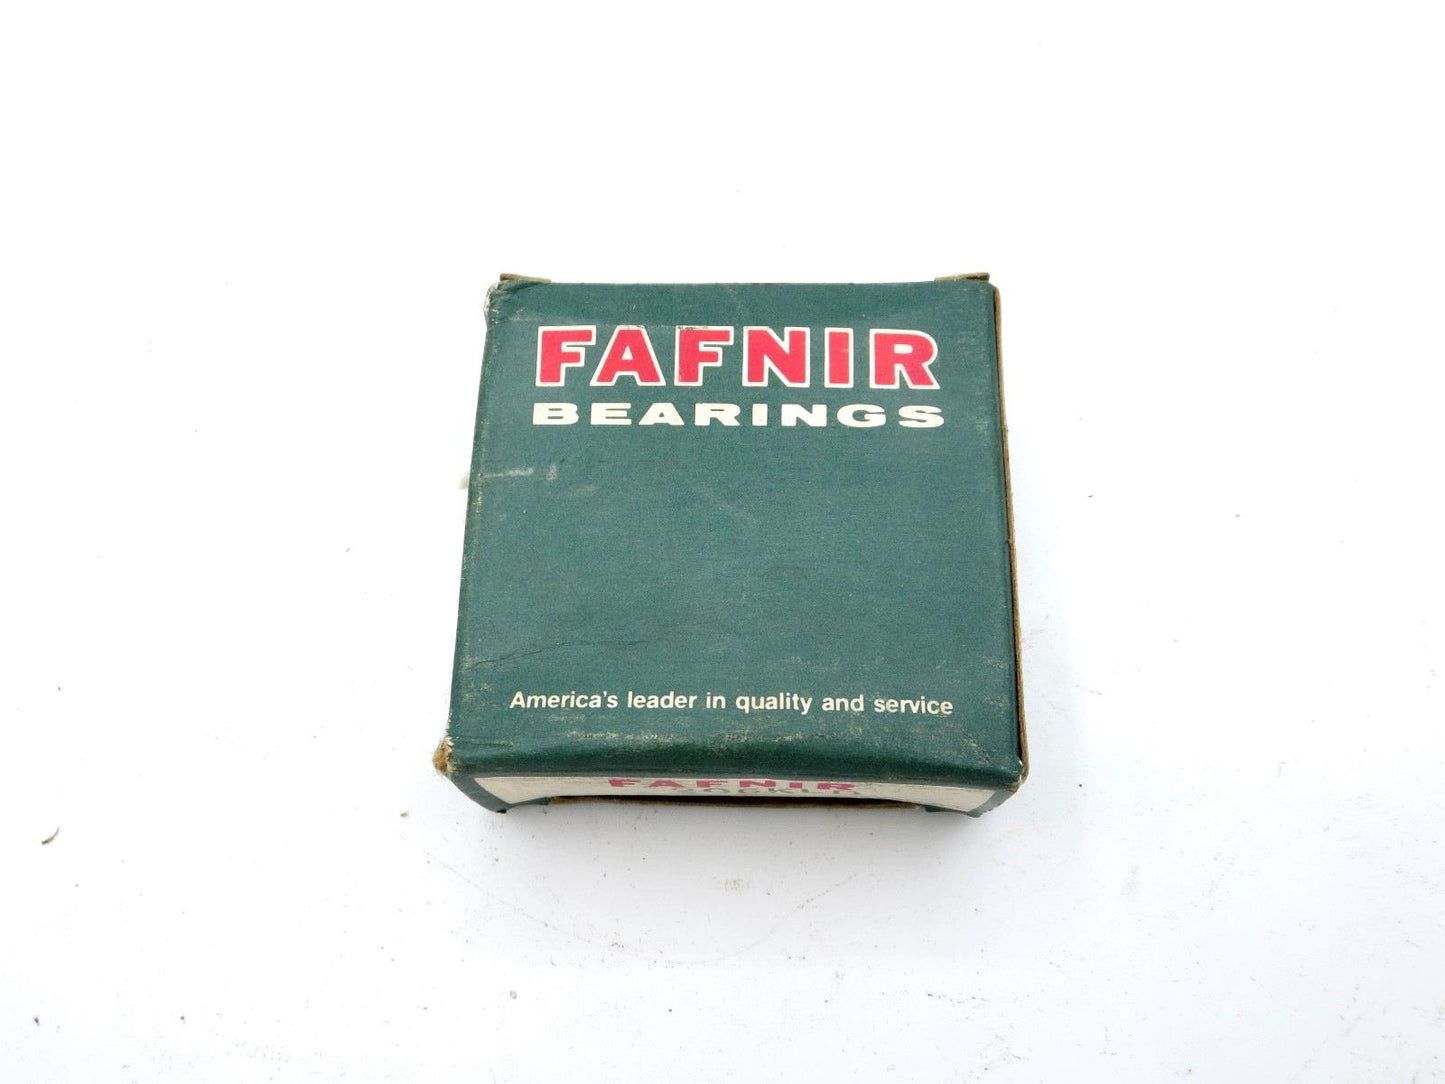 FAFNIR
BEARINGS
America's leader in quality and service
FAFNIR